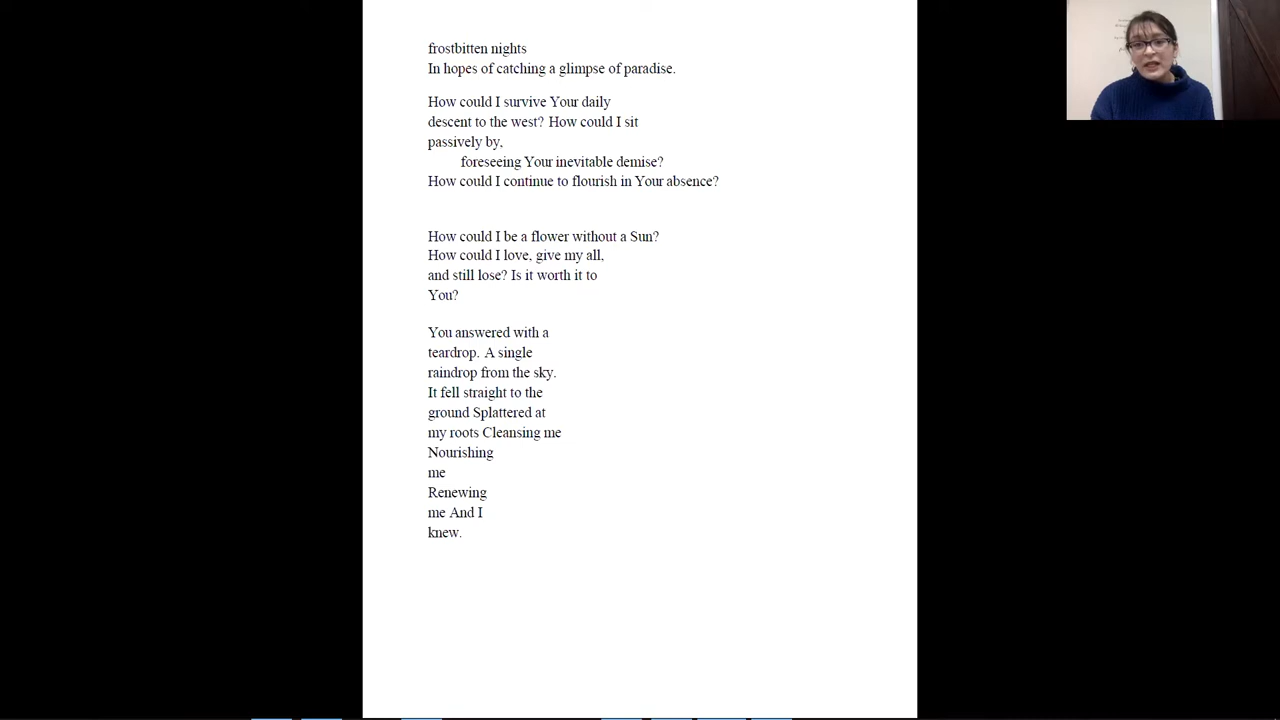 frostbitten nights
In hopes of catching a glimpse of paradise.
How could I survive Your daily
descent to the west? How could I sit
passively by,
foreseeing Your inevitable demise?
How could I continue to flourish in Your absence?
How could I be a flower without a Sun?
How could I love, give my all,
and still lose? Is it worth it to
You?
You answered with a
teardrop. A single
raindrop from the sky.
It fell straight to the
ground Splattered at
my roots Cleansing me
Nourishing
me
Renewing
me And I
knew.